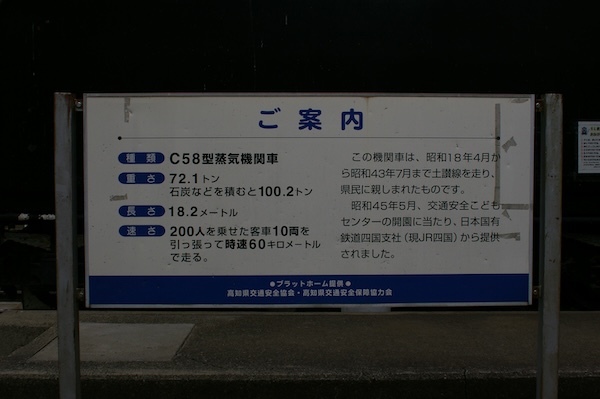 ご案内
種類 C58型蒸気機関車
重さ 72.1トン
石炭などを積むと100.2トン
長さ 18.2メートル
速さ 200人を乗せた客車10両を
引っ張って時速60キロメートル
で走る。
この機関車は、昭和18年4月か
ら昭和43年7月まで土讃線を走り、
県民に親しまれたものです。
昭和45年5月、交通安全こども
センターの開園に当たり、日本国有
鉄道四国支社(現JR四国)から提供
されました。
●プラットホーム提供●
高知県交通安全協会・高知県交通安全保障協力会